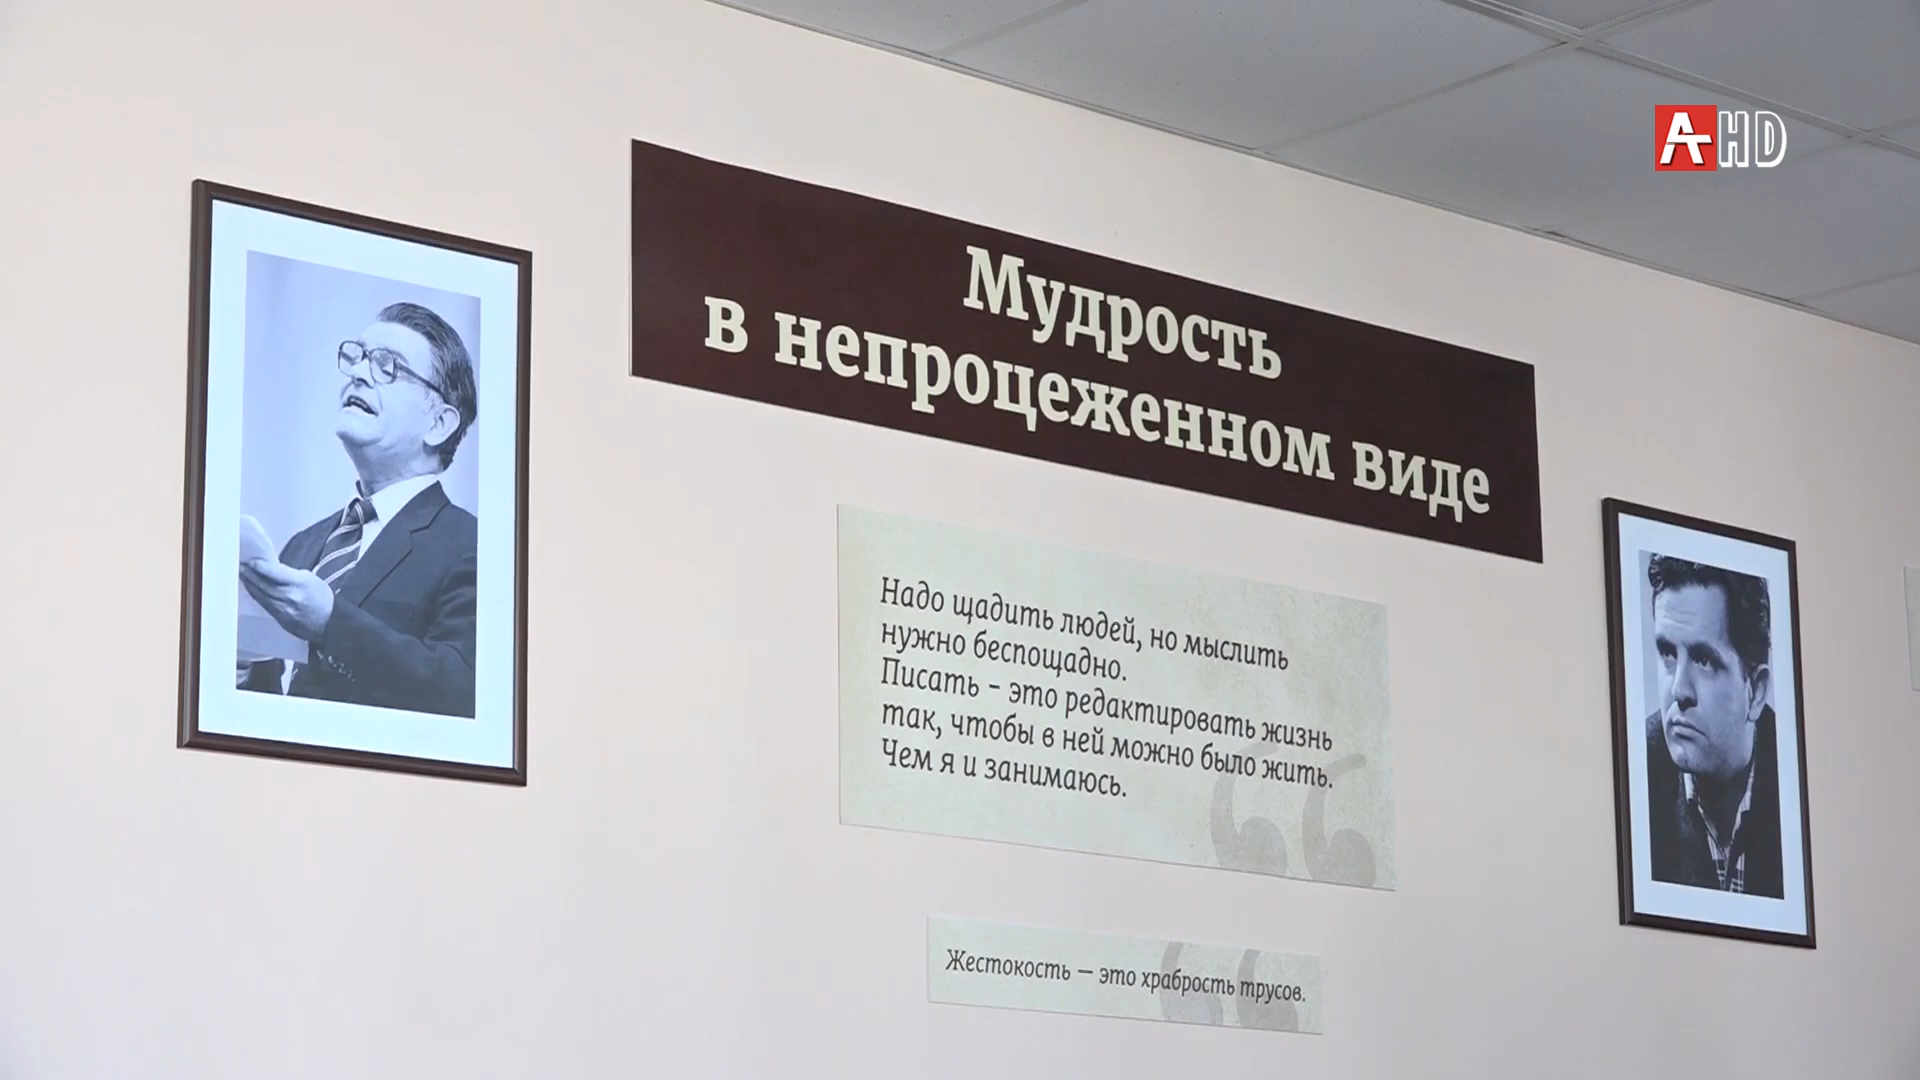 АТ HD
Мудрость
в непроцеженном виде
Надо щадить людей, но мыслить
нужно беспощадно.
Писать – это редактировать жизнь
так, чтобы в ней можно было жить.
Чем я и занимаюсь.
Жестокость — это храбрость трусов.